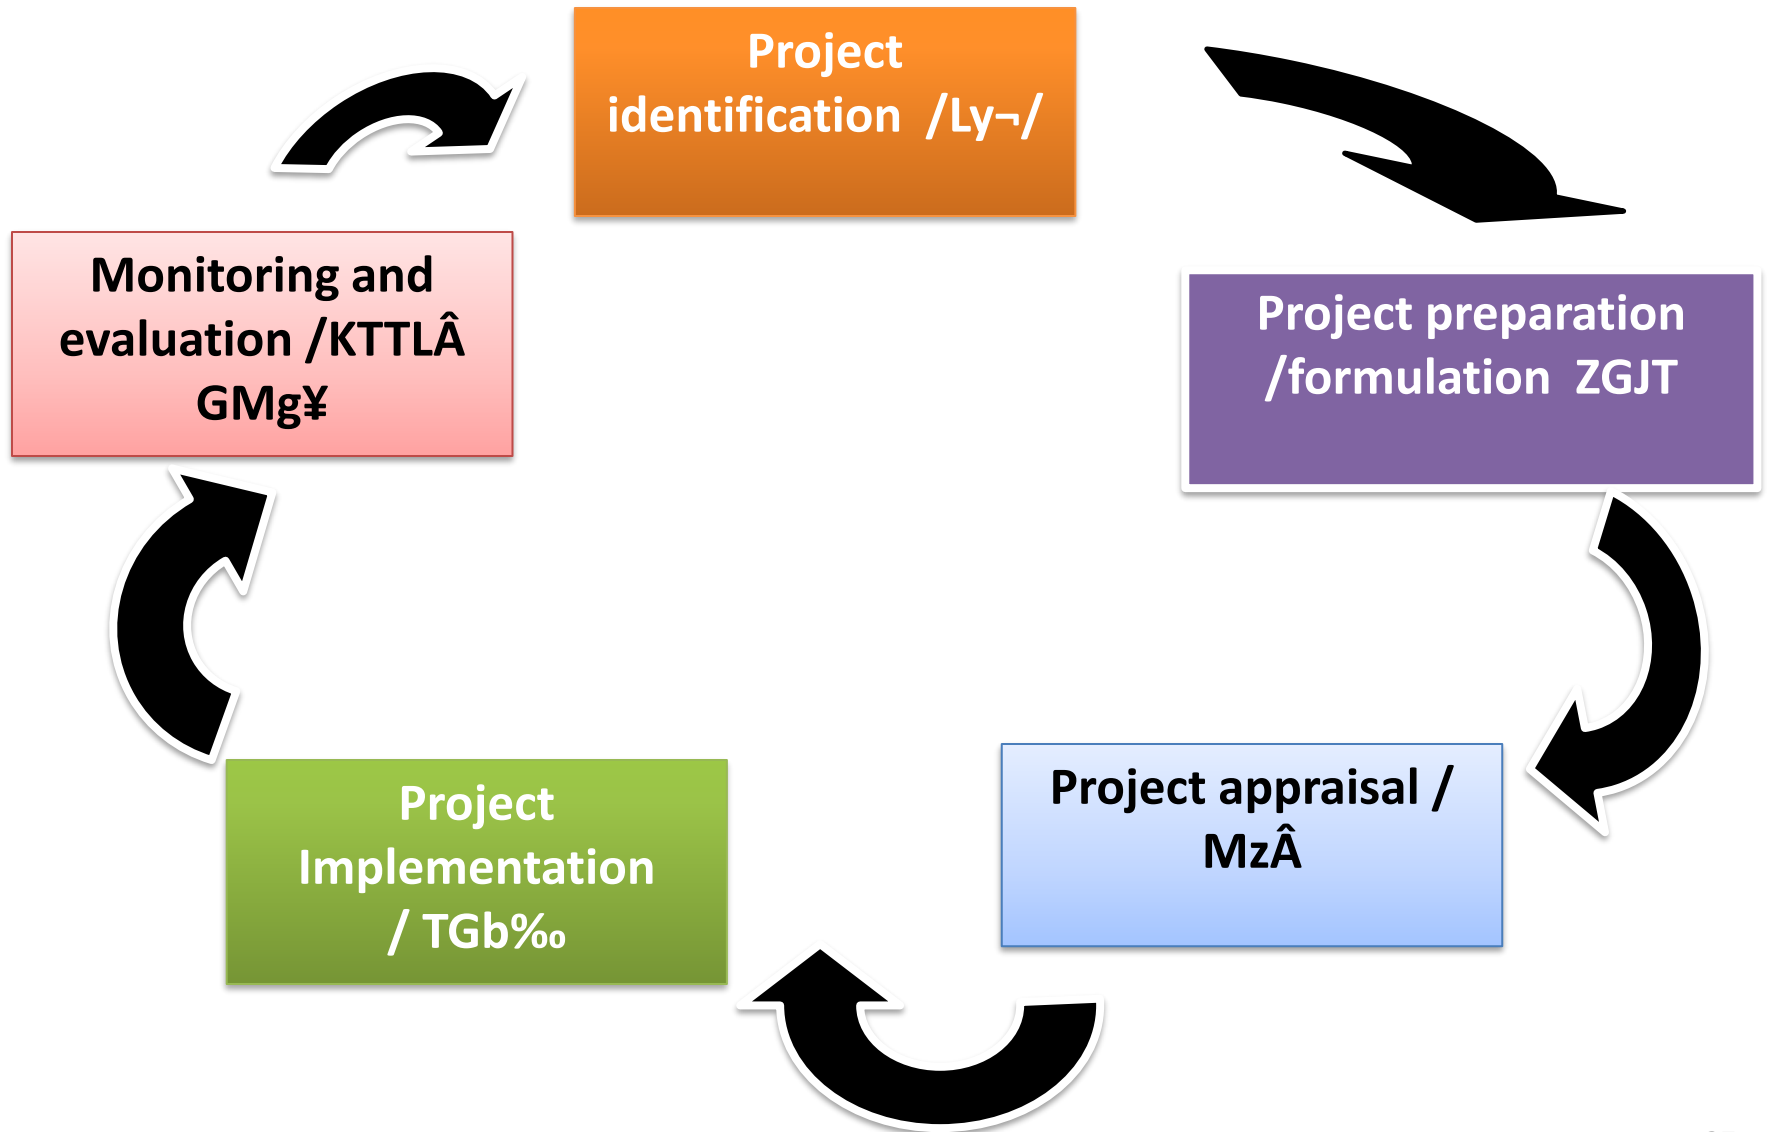 Project
identification /Ly¬/
Project preparation
/formulation ZGJT
Project appraisal /
MzÂ
Project
Implementation
/ TGb‰
Monitoring and
evaluation /KTTLÂ
GMg¥